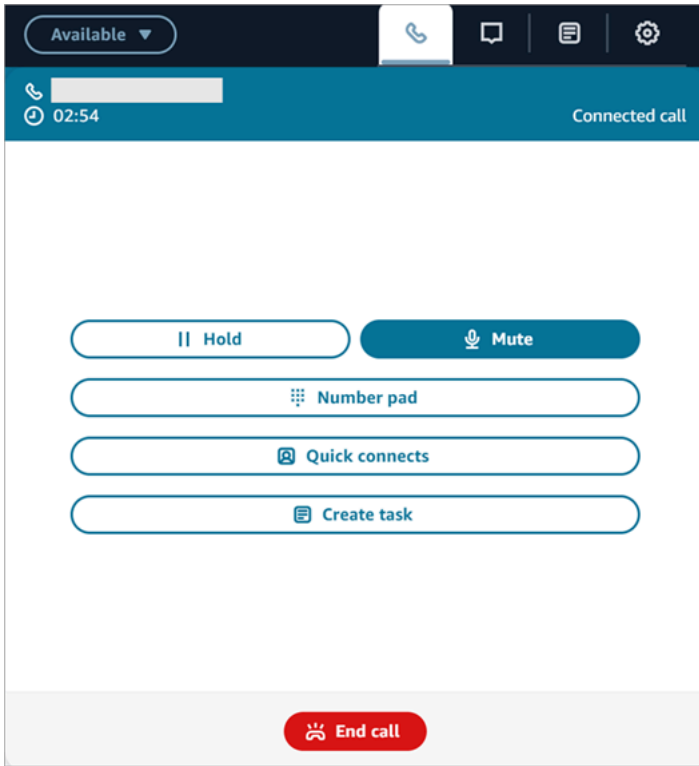 Available
02:54 Connected call
Hold Mute
Number pad
Quick connects
Create task
End call